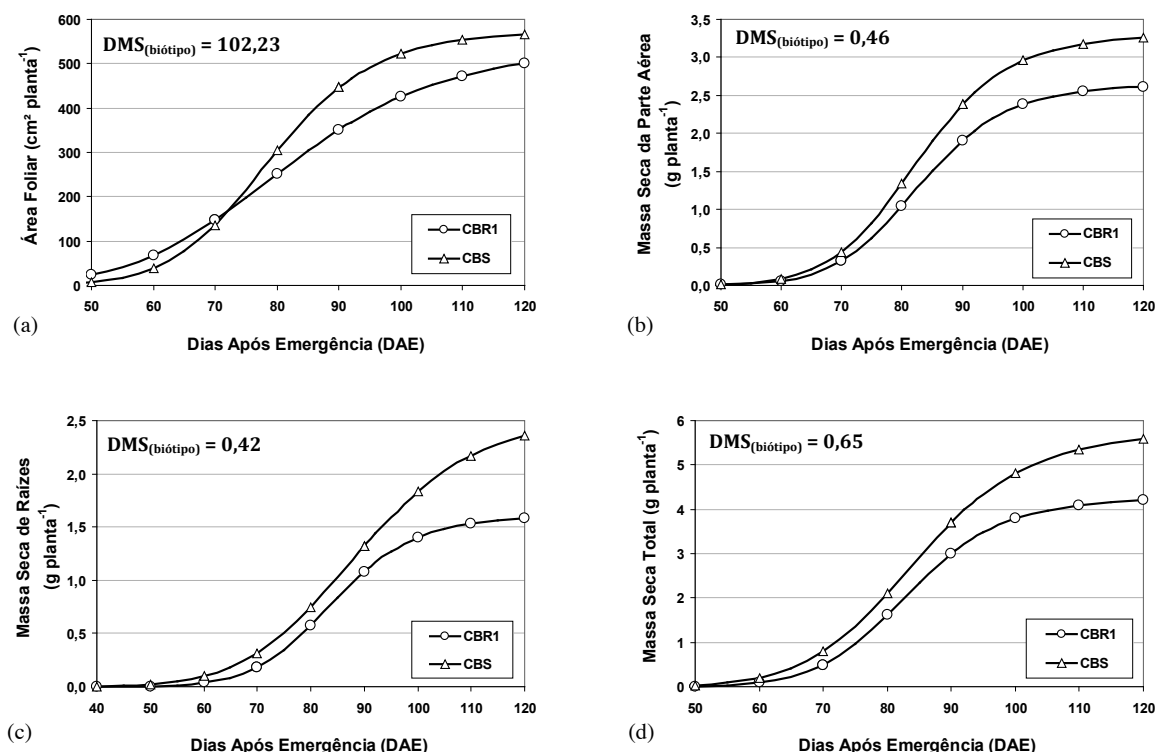 DMS(biótipo) = 102,23
Área Foliar (cm² planta⁻¹)
600
500
400
300
200
100
0
50 60 70 80 90 100 110 120
CBR1
CBS
Dias Após Emergência (DAE)
(a)
DMS(biótipo) = 0,46
Massa Seca da Parte Aérea
(g planta⁻¹)
3,5
3,0
2,5
2,0
1,5
1,0
0,5
0,0
50 60 70 80 90 100 110 120
CBR1
CBS
Dias Após Emergência (DAE)
(b)
DMS(biótipo) = 0,42
Massa Seca de Raízes
(g planta⁻¹)
2,5
2,0
1,5
1,0
0,5
0,0
40 50 60 70 80 90 100 110 120
CBR1
CBS
Dias Após Emergência (DAE)
(c)
DMS(biótipo) = 0,65
Massa Seca Total (g planta⁻¹)
6
5
4
3
2
1
0
50 60 70 80 90 100 110 120
CBR1
CBS
Dias Após Emergência (DAE)
(d)